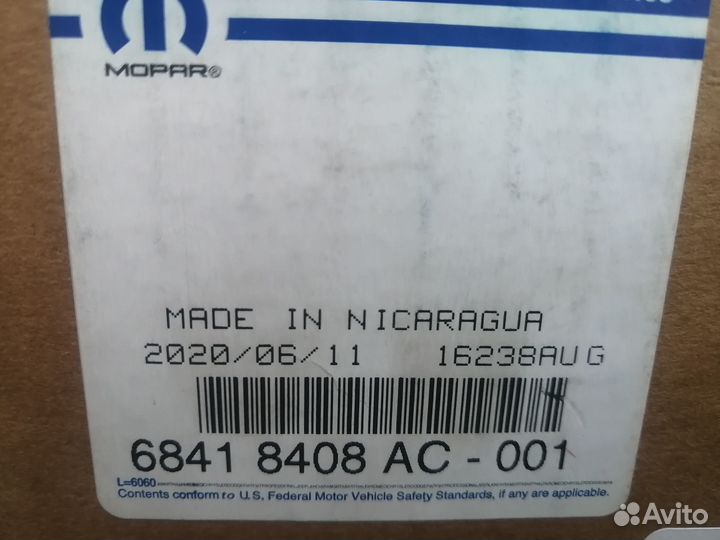 MOPAR®
MADE IN NICARAGUA
2020/06/11 16238AUG
6841 8408 AC - 001
L=6060
Contents conform to U.S. Federal Motor Vehicle Safety Standards, if any are applicable.
Avito